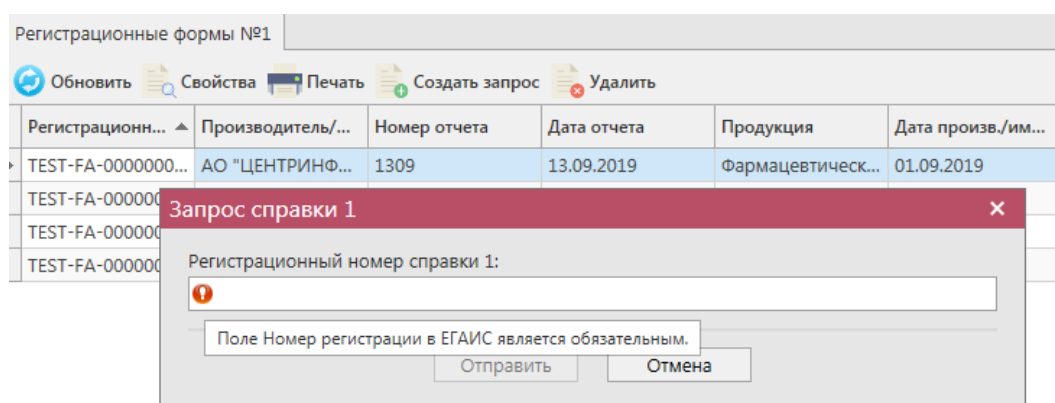 Регистрационные формы №1
Обновить Свойства Печать Создать запрос Удалить
Регистрационн... Производитель/... Номер отчета Дата отчета Продукция Дата произв./им...
TEST-FA-0000000... АО "ЦЕНТРИНФ... 1309 13.09.2019 Фармацевтическ... 01.09.2019
TEST-FA-000000
Запрос справки 1
TEST-FA-000000
TEST-FA-000000
Регистрационный номер справки 1:
Поле Номер регистрации в ЕГАИС является обязательным.
Отправить Отмена